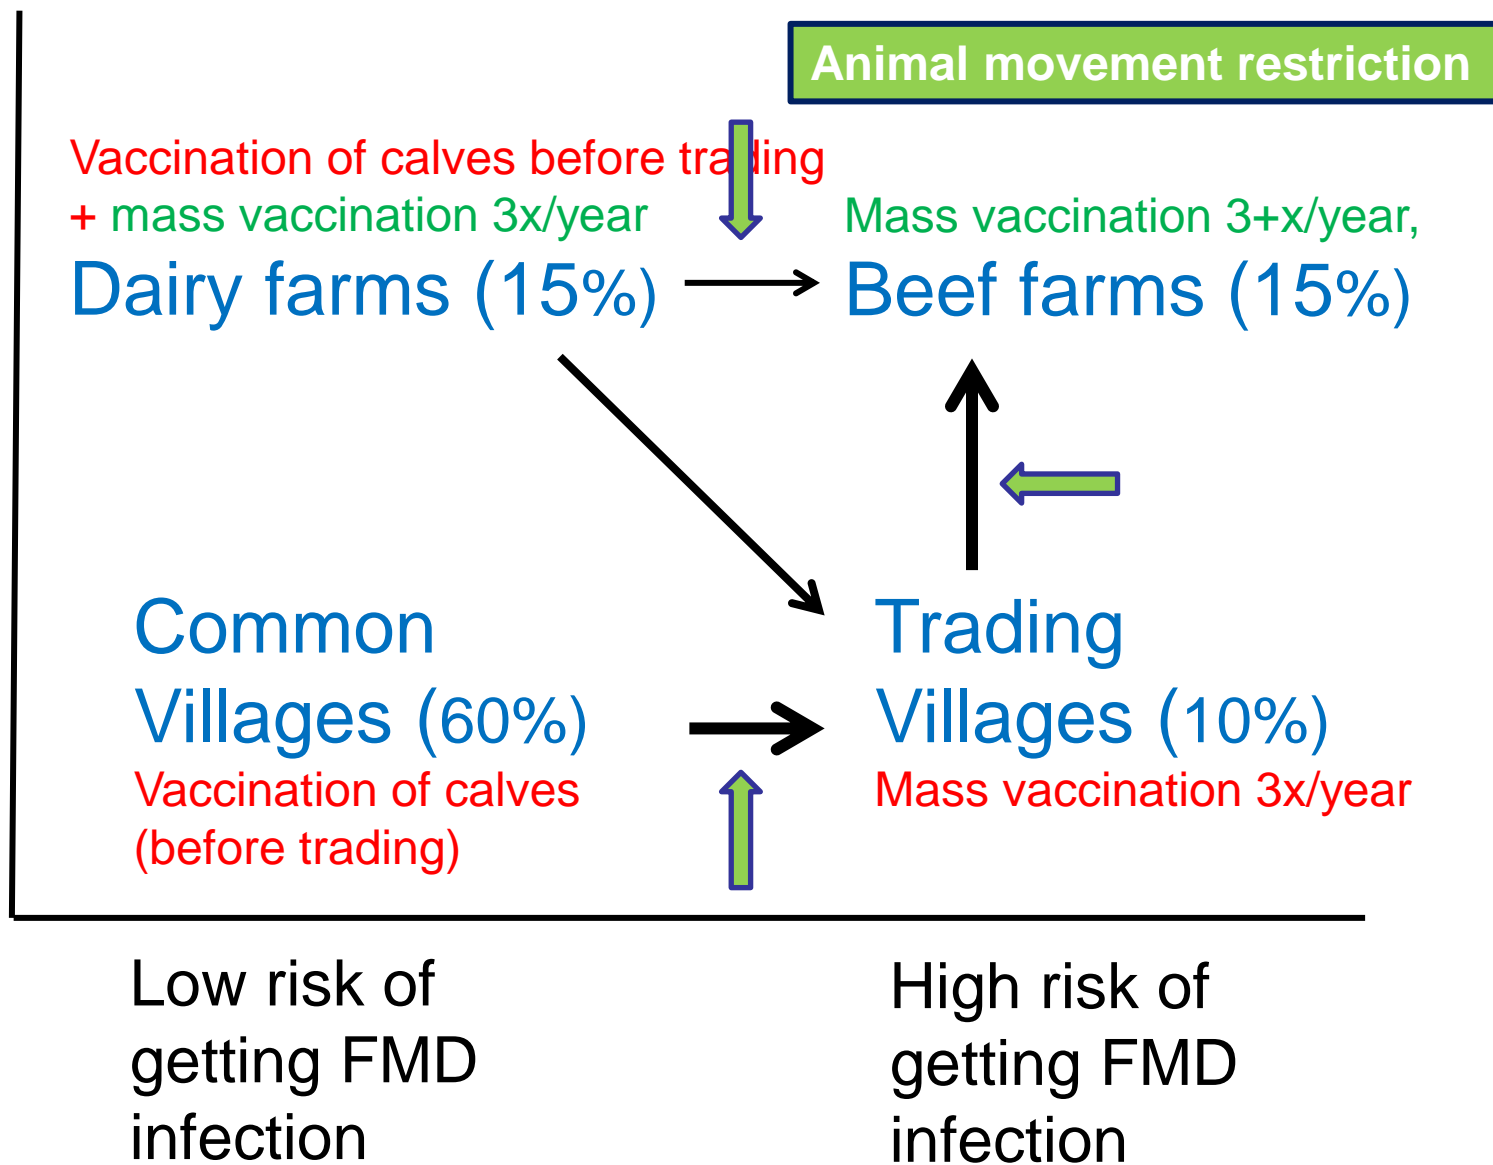 Animal movement restriction
Vaccination of calves before trading
+ mass vaccination 3x/year
Dairy farms (15%)
Mass vaccination 3+x/year,
Beef farms (15%)
Common
Villages (60%)
Vaccination of calves
(before trading)
Trading
Villages (10%)
Mass vaccination 3x/year
Low risk of
getting FMD
infection
High risk of
getting FMD
infection